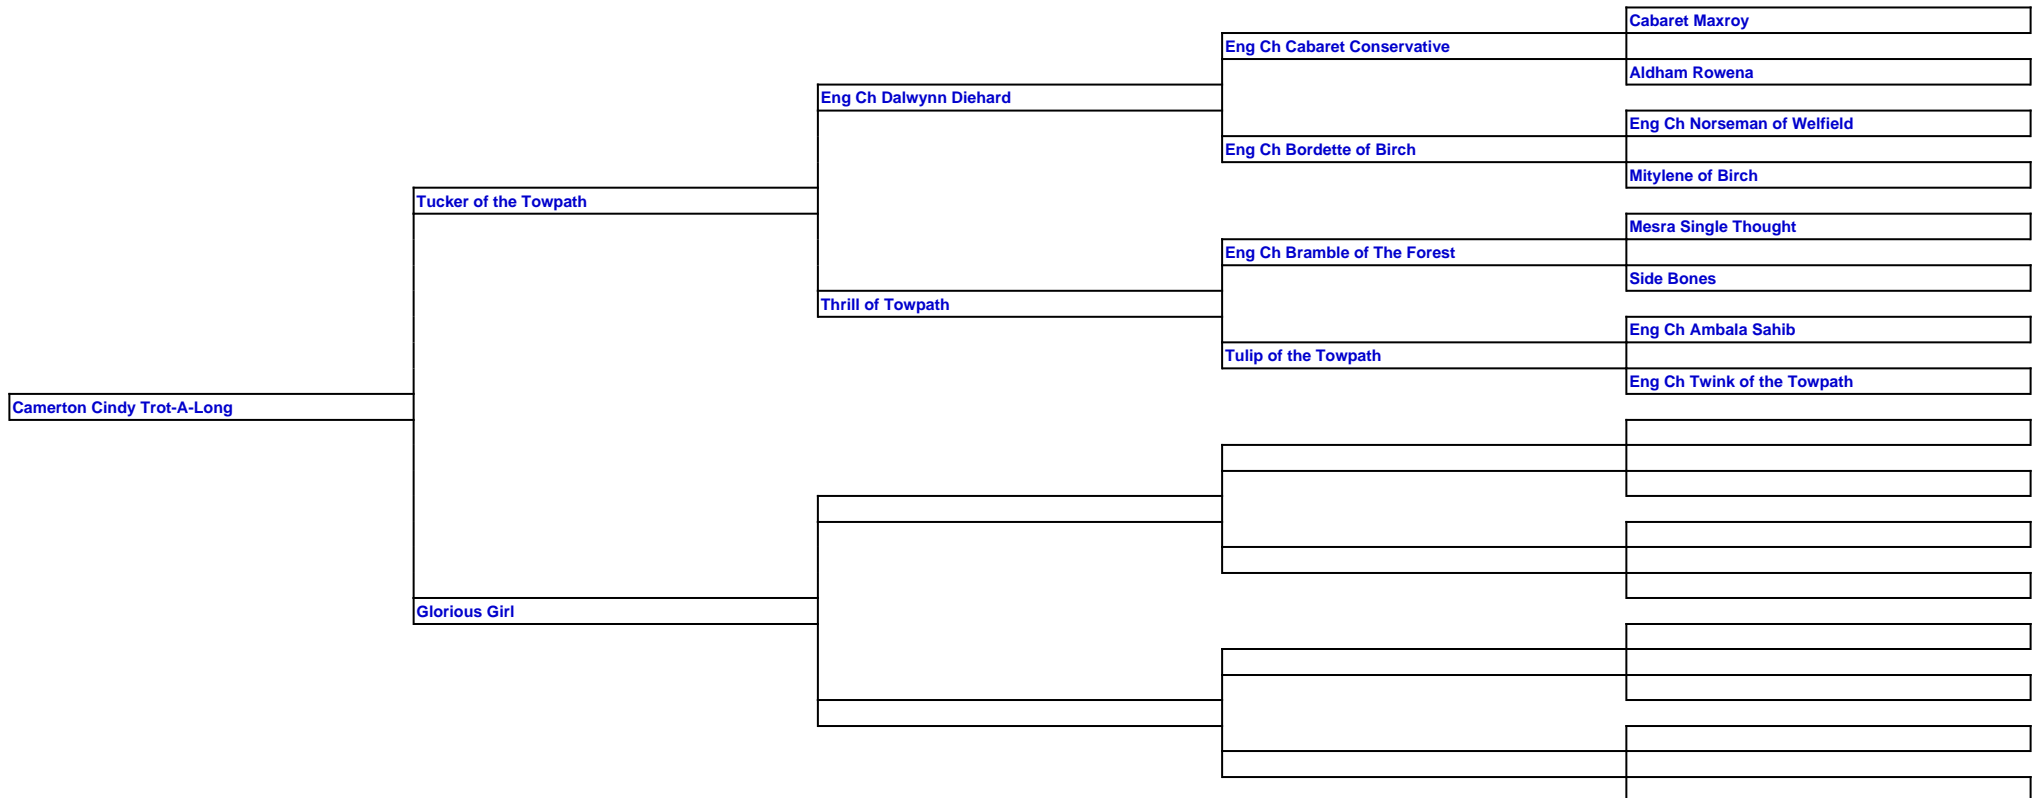 Cabaret Maxroy
Eng Ch Cabaret Conservative
Aldham Rowena
Eng Ch Dalwynn Diehard
Eng Ch Norseman of Welfield
Eng Ch Bordette of Birch
Mitylene of Birch
Tucker of the Towpath
Mesra Single Thought
Eng Ch Bramble of The Forest
Side Bones
Thrill of Towpath
Eng Ch Ambala Sahib
Tulip of the Towpath
Eng Ch Twink of the Towpath
Camerton Cindy Trot-A-Long
Glorious Girl